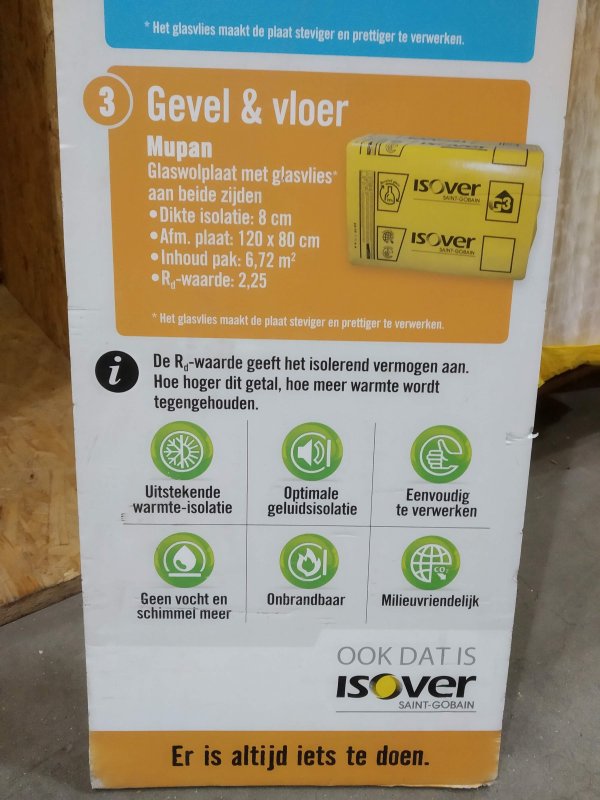 * Het glasvlies maakt de plaat steviger en prettiger te verwerken.
3 Gevel & vloer
Mupan
Glaswolplaat met glasvlies*
aan beide zijden
• Dikte isolatie: 8 cm
• Afm. plaat: 120 x 80 cm
• Inhoud pak: 6,72 m²
• Rd-waarde: 2,25
isover
SAINT-GOBAIN
G3
isover
SAINT-GOBAIN
* Het glasvlies maakt de plaat steviger en prettiger te verwerken.
i
De Rd-waarde geeft het isolerend vermogen aan.
Hoe hoger dit getal, hoe meer warmte wordt
tegengehouden.
Uitstekende
warmte-isolatie
Optimale
geluidsisolatie
Eenvoudig
te verwerken
CO₂
Geen vocht en
schimmel meer
Onbrandbaar
Milieuvriendelijk
OOK DAT IS
isover
SAINT-GOBAIN
Er is altijd iets te doen.